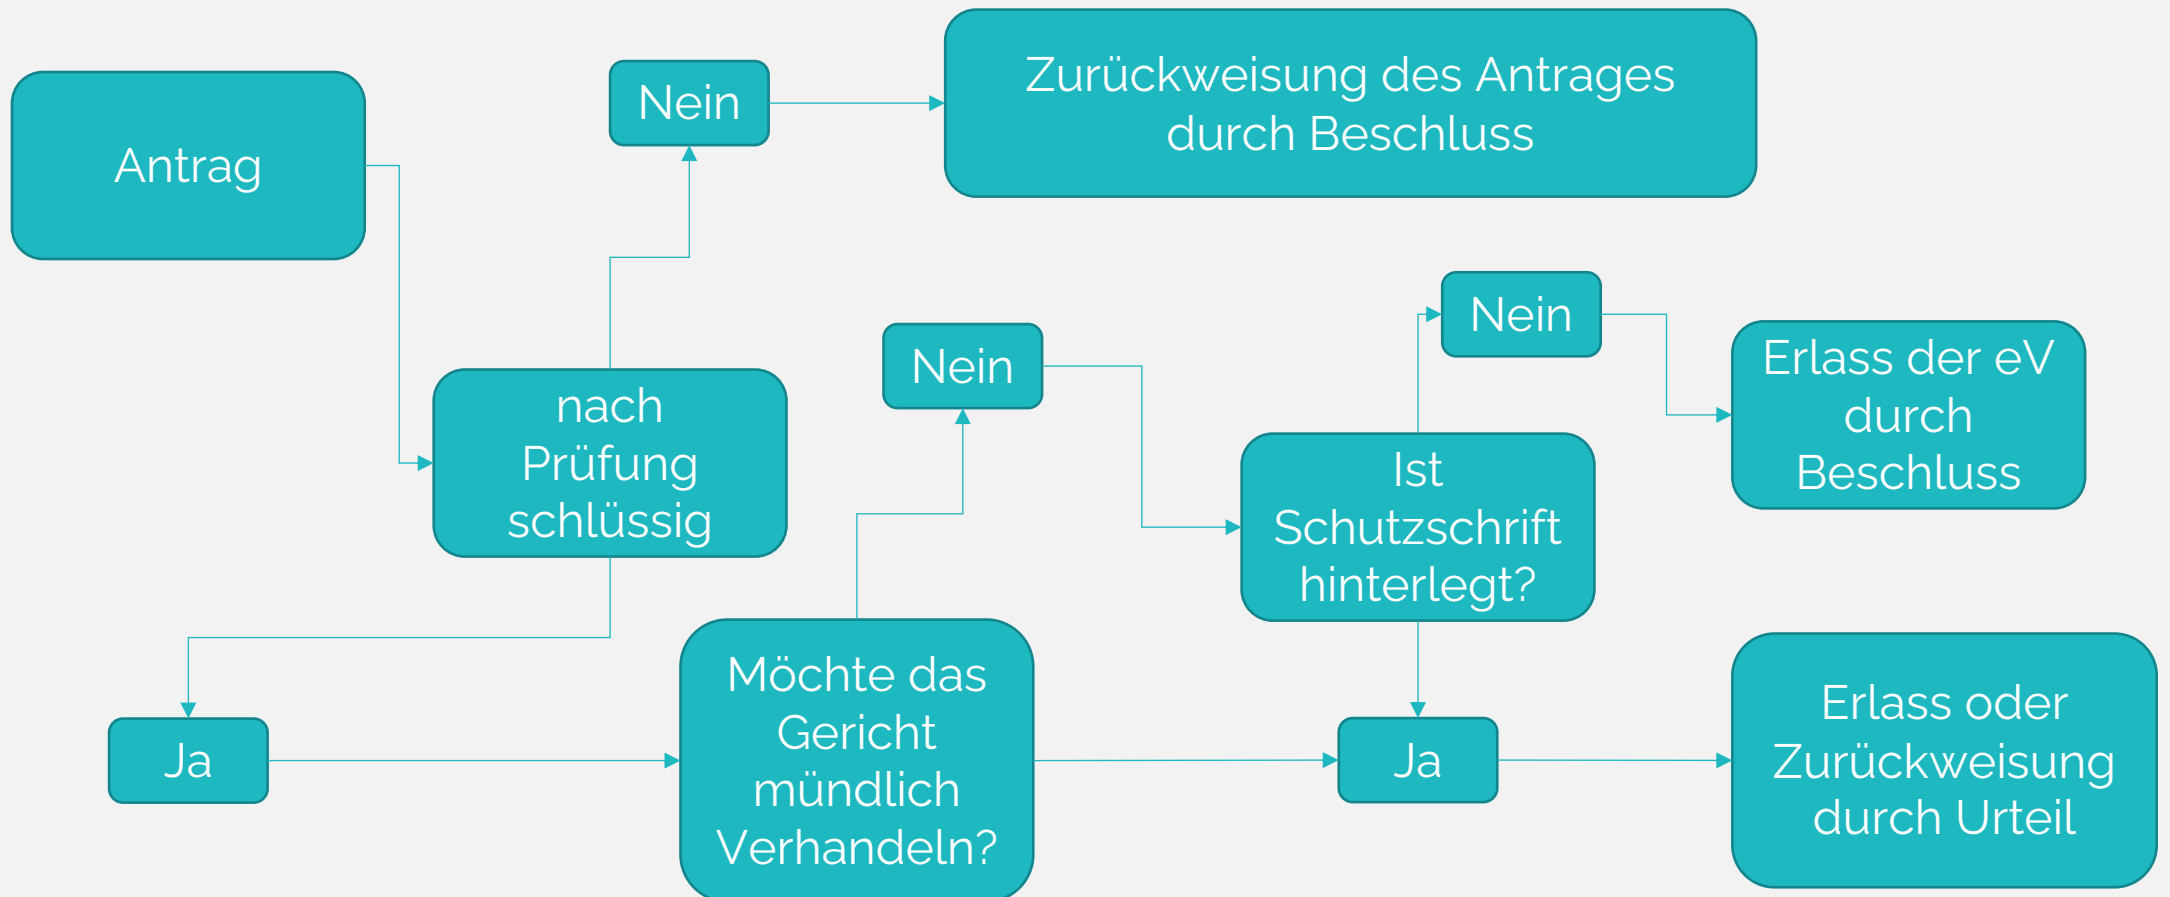 Antrag
Nein
Zurückweisung des Antrages
durch Beschluss
nach
Prüfung
schlüssig
Nein
Nein
Erlass der eV
durch
Beschluss
Ist
Schutzschrift
hinterlegt?
Ja
Möchte das
Gericht
mündlich
Verhandeln?
Ja
Erlass oder
Zurückweisung
durch Urteil